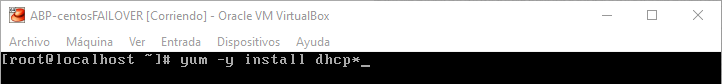 ABP-centosFAILOVER [Corriendo] - Oracle VM VirtualBox
Archivo Máquina Ver Entrada Dispositivos Ayuda
[root@localhost ~]# yum -y install dhcp*_